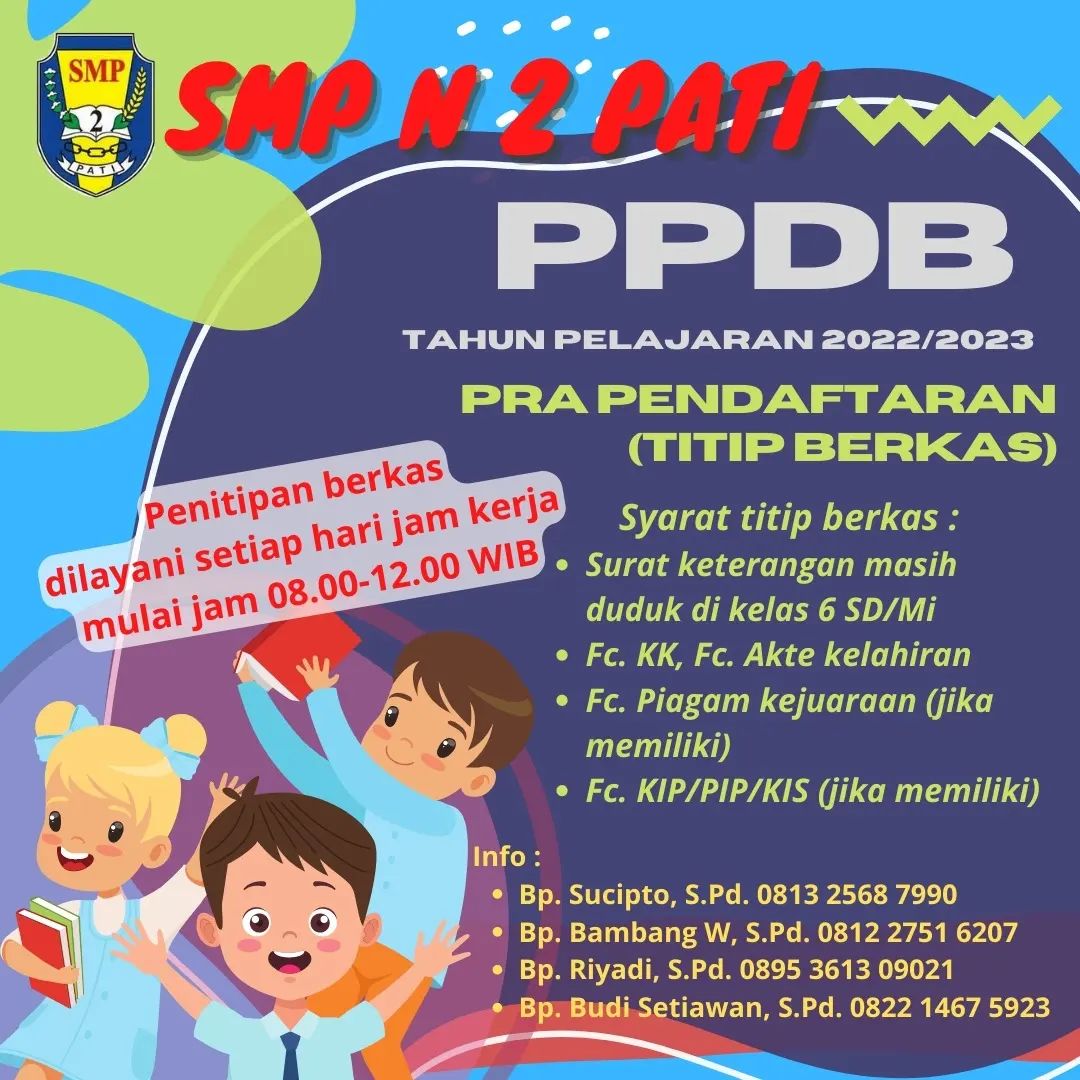 SMP
2
PATI
SMP N 2 PATI
PPDB
TAHUN PELAJARAN 2022/2023
PRA PENDAFTARAN
(TITIP BERKAS)
Penitipan berkas
dilayani setiap hari jam kerja
mulai jam 08.00-12.00 WIB
Syarat titip berkas :
• Surat keterangan masih
duduk di kelas 6 SD/Mi
• Fc. KK, Fc. Akte kelahiran
• Fc. Piagam kejuaraan (jika
memiliki)
• Fc. KIP/PIP/KIS (jika memiliki)
Info :
• Bp. Sucipto, S.Pd. 0813 2568 7990
• Bp. Bambang W, S.Pd. 0812 2751 6207
• Bp. Riyadi, S.Pd. 0895 3613 09021
• Bp. Budi Setiawan, S.Pd. 0822 1467 5923